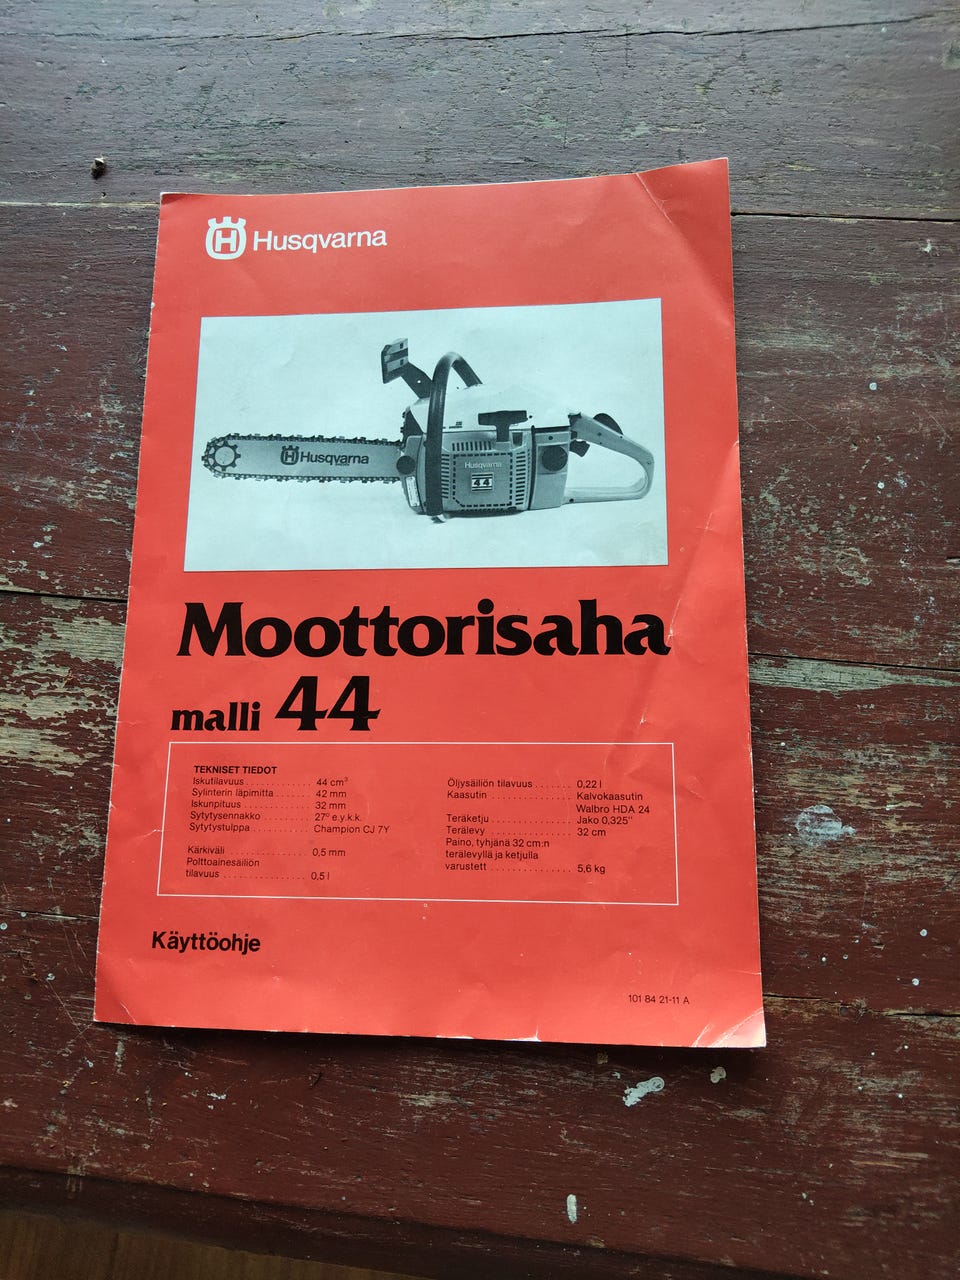 Husqvarna
Husqvarna
Husqvarna
44
Moottorisaha
malli 44
TEKNISET TIEDOT
Iskutilavuus . . . . . . . . . . . . 44 cm³
Sylinterin läpimitta . . . . . 42 mm
Iskunpituus . . . . . . . . . . . . 32 mm
Sytytysennakko . . . . . . . . 27° e.y.k.k.
Sytytystulppa . . . . . . . . . . Champion CJ 7Y
Kärkiväli . . . . . . . . . . . . . . 0,5 mm
Polttoainesäiliön
tilavuus . . . . . . . . . . . . . . . 0,5 l
Öljysäiliön tilavuus . . . . . . . 0,22 l
Kaasutin . . . . . . . . . . . . . . . Kalvokaasutin
Walbro HDA 24
Teräketju . . . . . . . . . . . . . . . Jako 0,325"
Terälevy . . . . . . . . . . . . . . . 32 cm
Paino, tyhjänä 32 cm:n
terälevyllä ja ketjulla
varustett . . . . . . . . . . . . . . . 5,6 kg
Käyttöohje
101 84 21-11 A